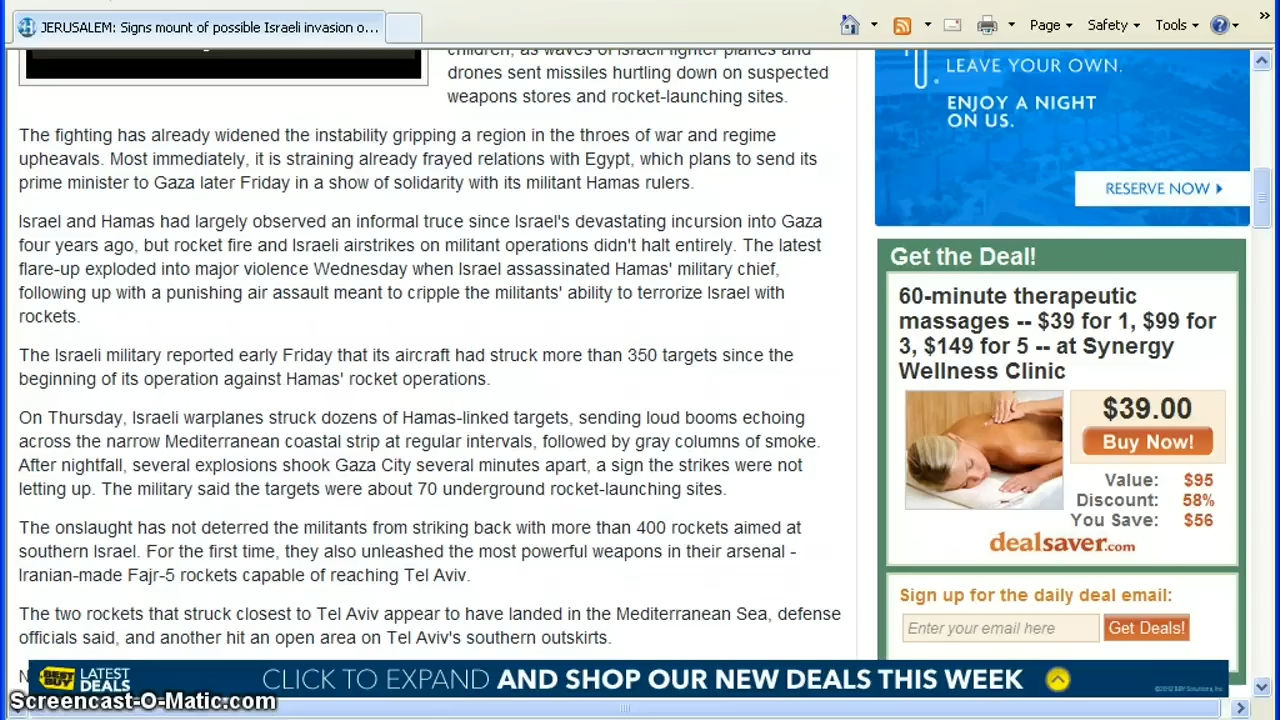 JERUSALEM: Signs mount of possible Israeli invasion o...
Page
Safety
Tools
children, as waves of Israeli fighter planes and
drones sent missiles hurtling down on suspected
weapons stores and rocket-launching sites.
The fighting has already widened the instability gripping a region in the throes of war and regime
upheavals. Most immediately, it is straining already frayed relations with Egypt, which plans to send its
prime minister to Gaza later Friday in a show of solidarity with its militant Hamas rulers.
Israel and Hamas had largely observed an informal truce since Israel's devastating incursion into Gaza
four years ago, but rocket fire and Israeli airstrikes on militant operations didn't halt entirely. The latest
flare-up exploded into major violence Wednesday when Israel assassinated Hamas' military chief,
following up with a punishing air assault meant to cripple the militants' ability to terrorize Israel with
rockets.
The Israeli military reported early Friday that its aircraft had struck more than 350 targets since the
beginning of its operation against Hamas' rocket operations.
On Thursday, Israeli warplanes struck dozens of Hamas-linked targets, sending loud booms echoing
across the narrow Mediterranean coastal strip at regular intervals, followed by gray columns of smoke.
After nightfall, several explosions shook Gaza City several minutes apart, a sign the strikes were not
letting up. The military said the targets were about 70 underground rocket-launching sites.
The onslaught has not deterred the militants from striking back with more than 400 rockets aimed at
southern Israel. For the first time, they also unleashed the most powerful weapons in their arsenal -
Iranian-made Fajr-5 rockets capable of reaching Tel Aviv.
The two rockets that struck closest to Tel Aviv appear to have landed in the Mediterranean Sea, defense
officials said, and another hit an open area on Tel Aviv's southern outskirts.
LEAVE YOUR OWN.
ENJOY A NIGHT
ON US.
RESERVE NOW
Get the Deal!
60-minute therapeutic
massages -- $39 for 1, $99 for
3, $149 for 5 -- at Synergy
Wellness Clinic
$39.00
Buy Now!
Value: $95
Discount: 58%
You Save: $56
dealsaver.com
Sign up for the daily deal email:
Enter your email here
Get Deals!
BEST BUY
LATEST
DEALS
CLICK TO EXPAND AND SHOP OUR NEW DEALS THIS WEEK
Screencast-O-Matic.com